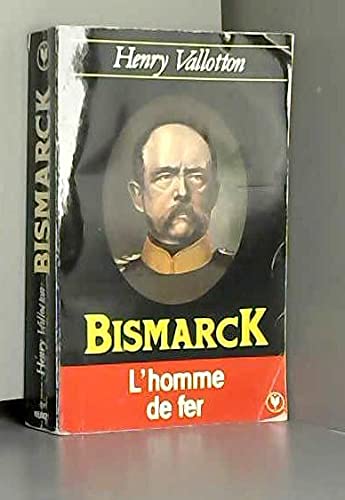 Henry Vallotton
BISMARCK
L'homme
de fer
Henry Vallotton BISMARCK